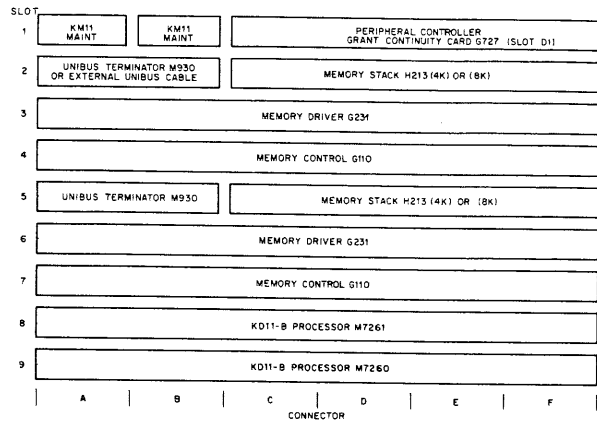 SLOT
1
KM11
MAINT
KM11
MAINT
PERIPHERAL CONTROLLER
GRANT CONTINUITY CARD G727 (SLOT D1)
2
UNIBUS TERMINATOR M930
OR EXTERNAL UNIBUS CABLE
MEMORY STACK H213 (4K) OR (8K)
3
MEMORY DRIVER G231
4
MEMORY CONTROL G110
5
UNIBUS TERMINATOR M930
MEMORY STACK H213 (4K) OR (8K)
6
MEMORY DRIVER G231
7
MEMORY CONTROL G110
8
KD11-B PROCESSOR M7261
9
KD11-B PROCESSOR M7260
A B C D E F
CONNECTOR